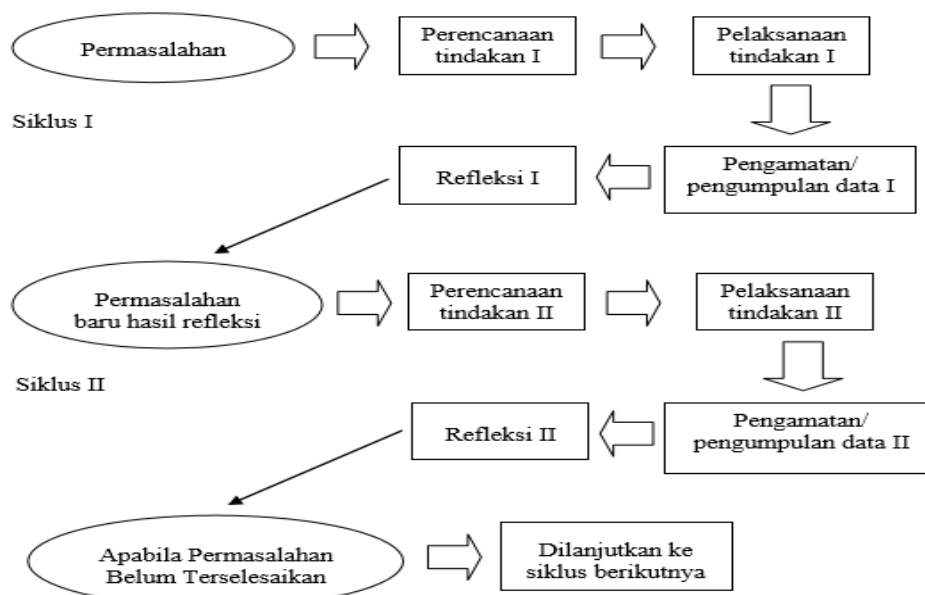 Permasalahan
Perencanaan
tindakan I
Pelaksanaan
tindakan I
Siklus I
Refleksi I
Pengamatan/
pengumpulan data I
Permasalahan
baru hasil refleksi
Perencanaan
tindakan II
Pelaksanaan
tindakan II
Siklus II
Refleksi II
Pengamatan/
pengumpulan data II
Apabila Permasalahan
Belum Terselesaikan
Dilanjutkan ke
siklus berikutnya